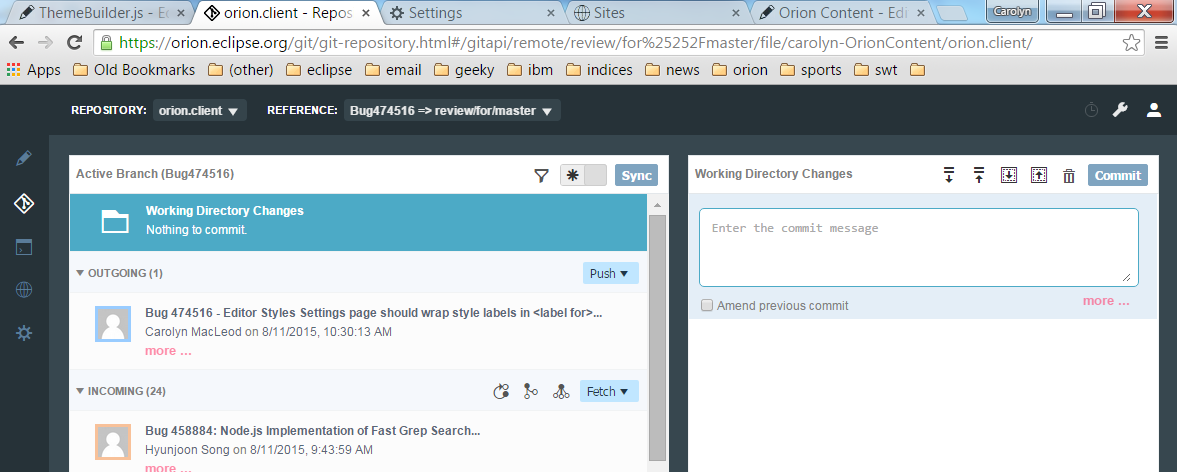 ThemeBuilder.js - Ed
orion.client - Repos
Settings
Sites
Orion Content - Edi
Carolyn
https://orion.eclipse.org/git/git-repository.html#/gitapi/remote/review/for%25252Fmaster/file/carolyn-OrionContent/orion.client/
Apps Old Bookmarks (other) eclipse email geeky ibm indices news orion sports swt
REPOSITORY: orion.client REFERENCE: Bug474516 => review/for/master
Active Branch (Bug474516) Sync
Working Directory Changes
Nothing to commit.
OUTGOING (1) Push
Bug 474516 - Editor Styles Settings page should wrap style labels in <label for>...
Carolyn MacLeod on 8/11/2015, 10:30:13 AM
more ...
INCOMING (24) Fetch
Bug 458884: Node.js Implementation of Fast Grep Search...
Hyunjoon Song on 8/11/2015, 9:43:59 AM
more ...
Working Directory Changes Commit
Enter the commit message
Amend previous commit more ...